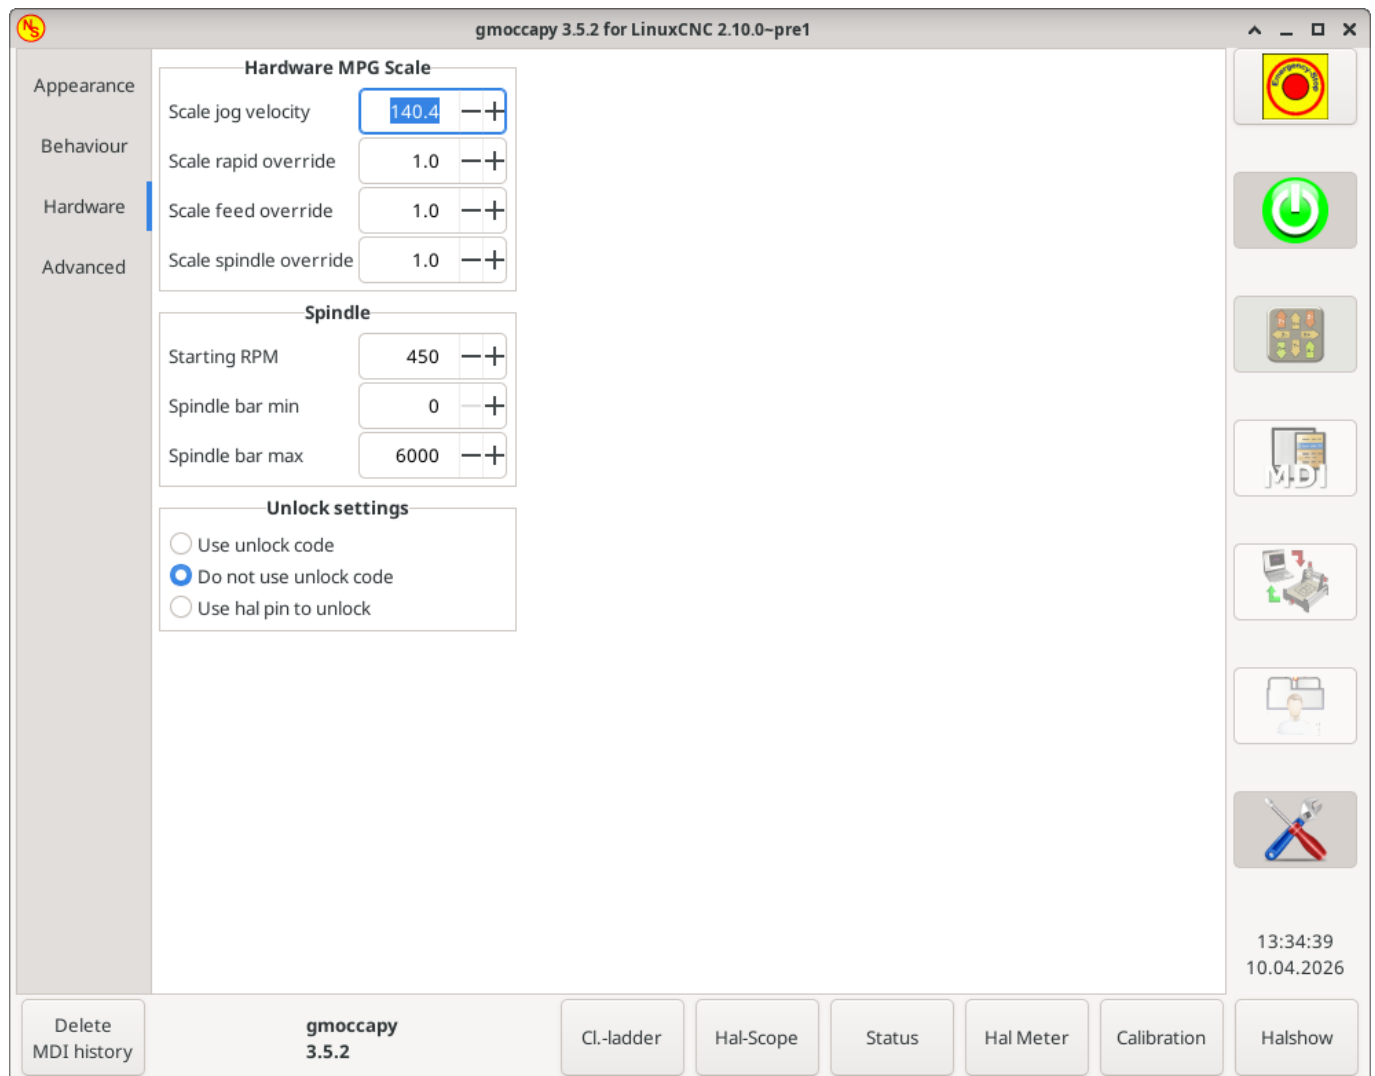 NS
gmoccapy 3.5.2 for LinuxCNC 2.10.0~pre1
Appearance
Behaviour
Hardware
Advanced
Hardware MPG Scale
Scale jog velocity 140.4
Scale rapid override 1.0
Scale feed override 1.0
Scale spindle override 1.0
Spindle
Starting RPM 450
Spindle bar min 0
Spindle bar max 6000
Unlock settings
Use unlock code
Do not use unlock code
Use hal pin to unlock
Emergency-Stop
MDI
13:34:39
10.04.2026
Delete
MDI history
gmoccapy
3.5.2
Cl.-ladder
Hal-Scope
Status
Hal Meter
Calibration
Halshow